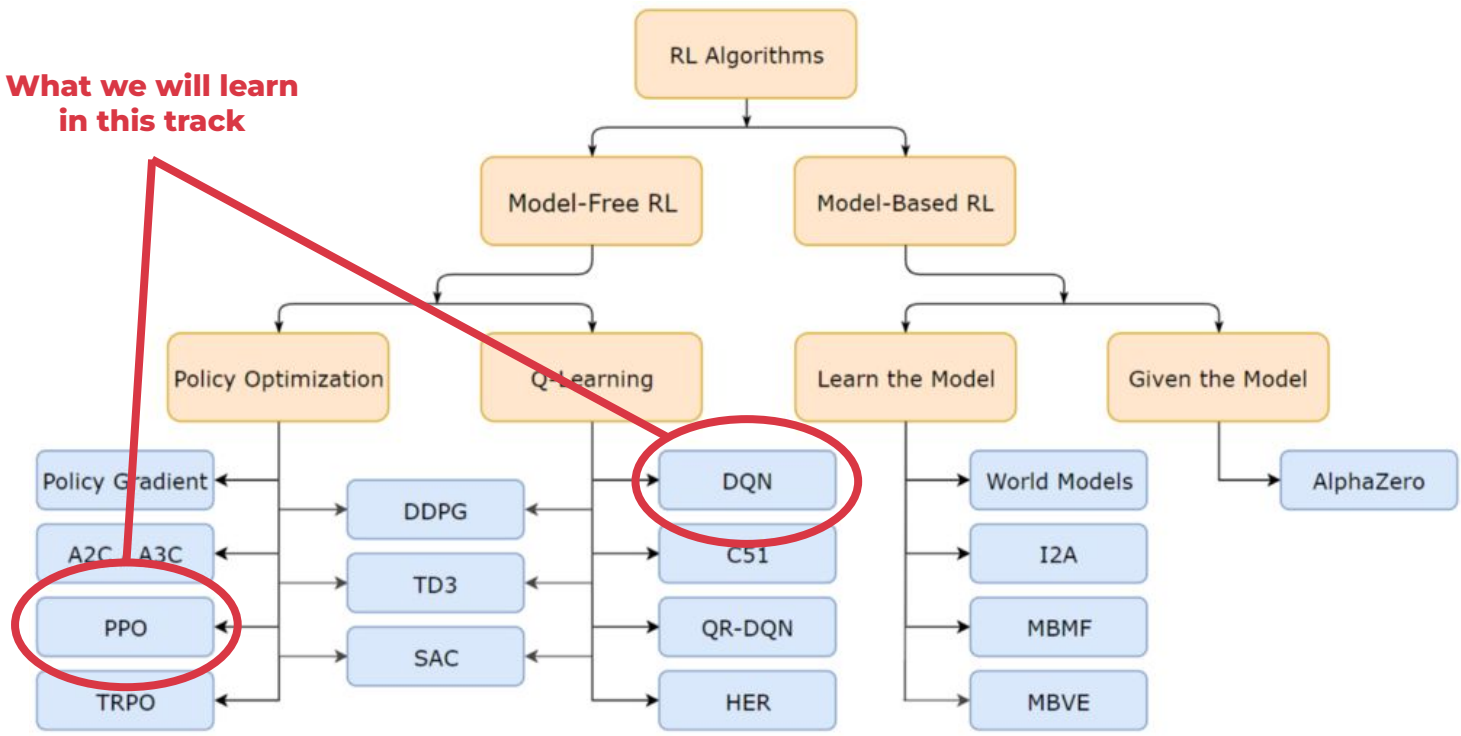 RL Algorithms
What we will learn
in this track
Model-Free RL
Model-Based RL
Policy Optimization
Q-Learning
Learn the Model
Given the Model
Policy Gradient
DQN
World Models
AlphaZero
DDPG
A2C / A3C
C51
I2A
TD3
PPO
QR-DQN
MBMF
SAC
TRPO
HER
MBVE